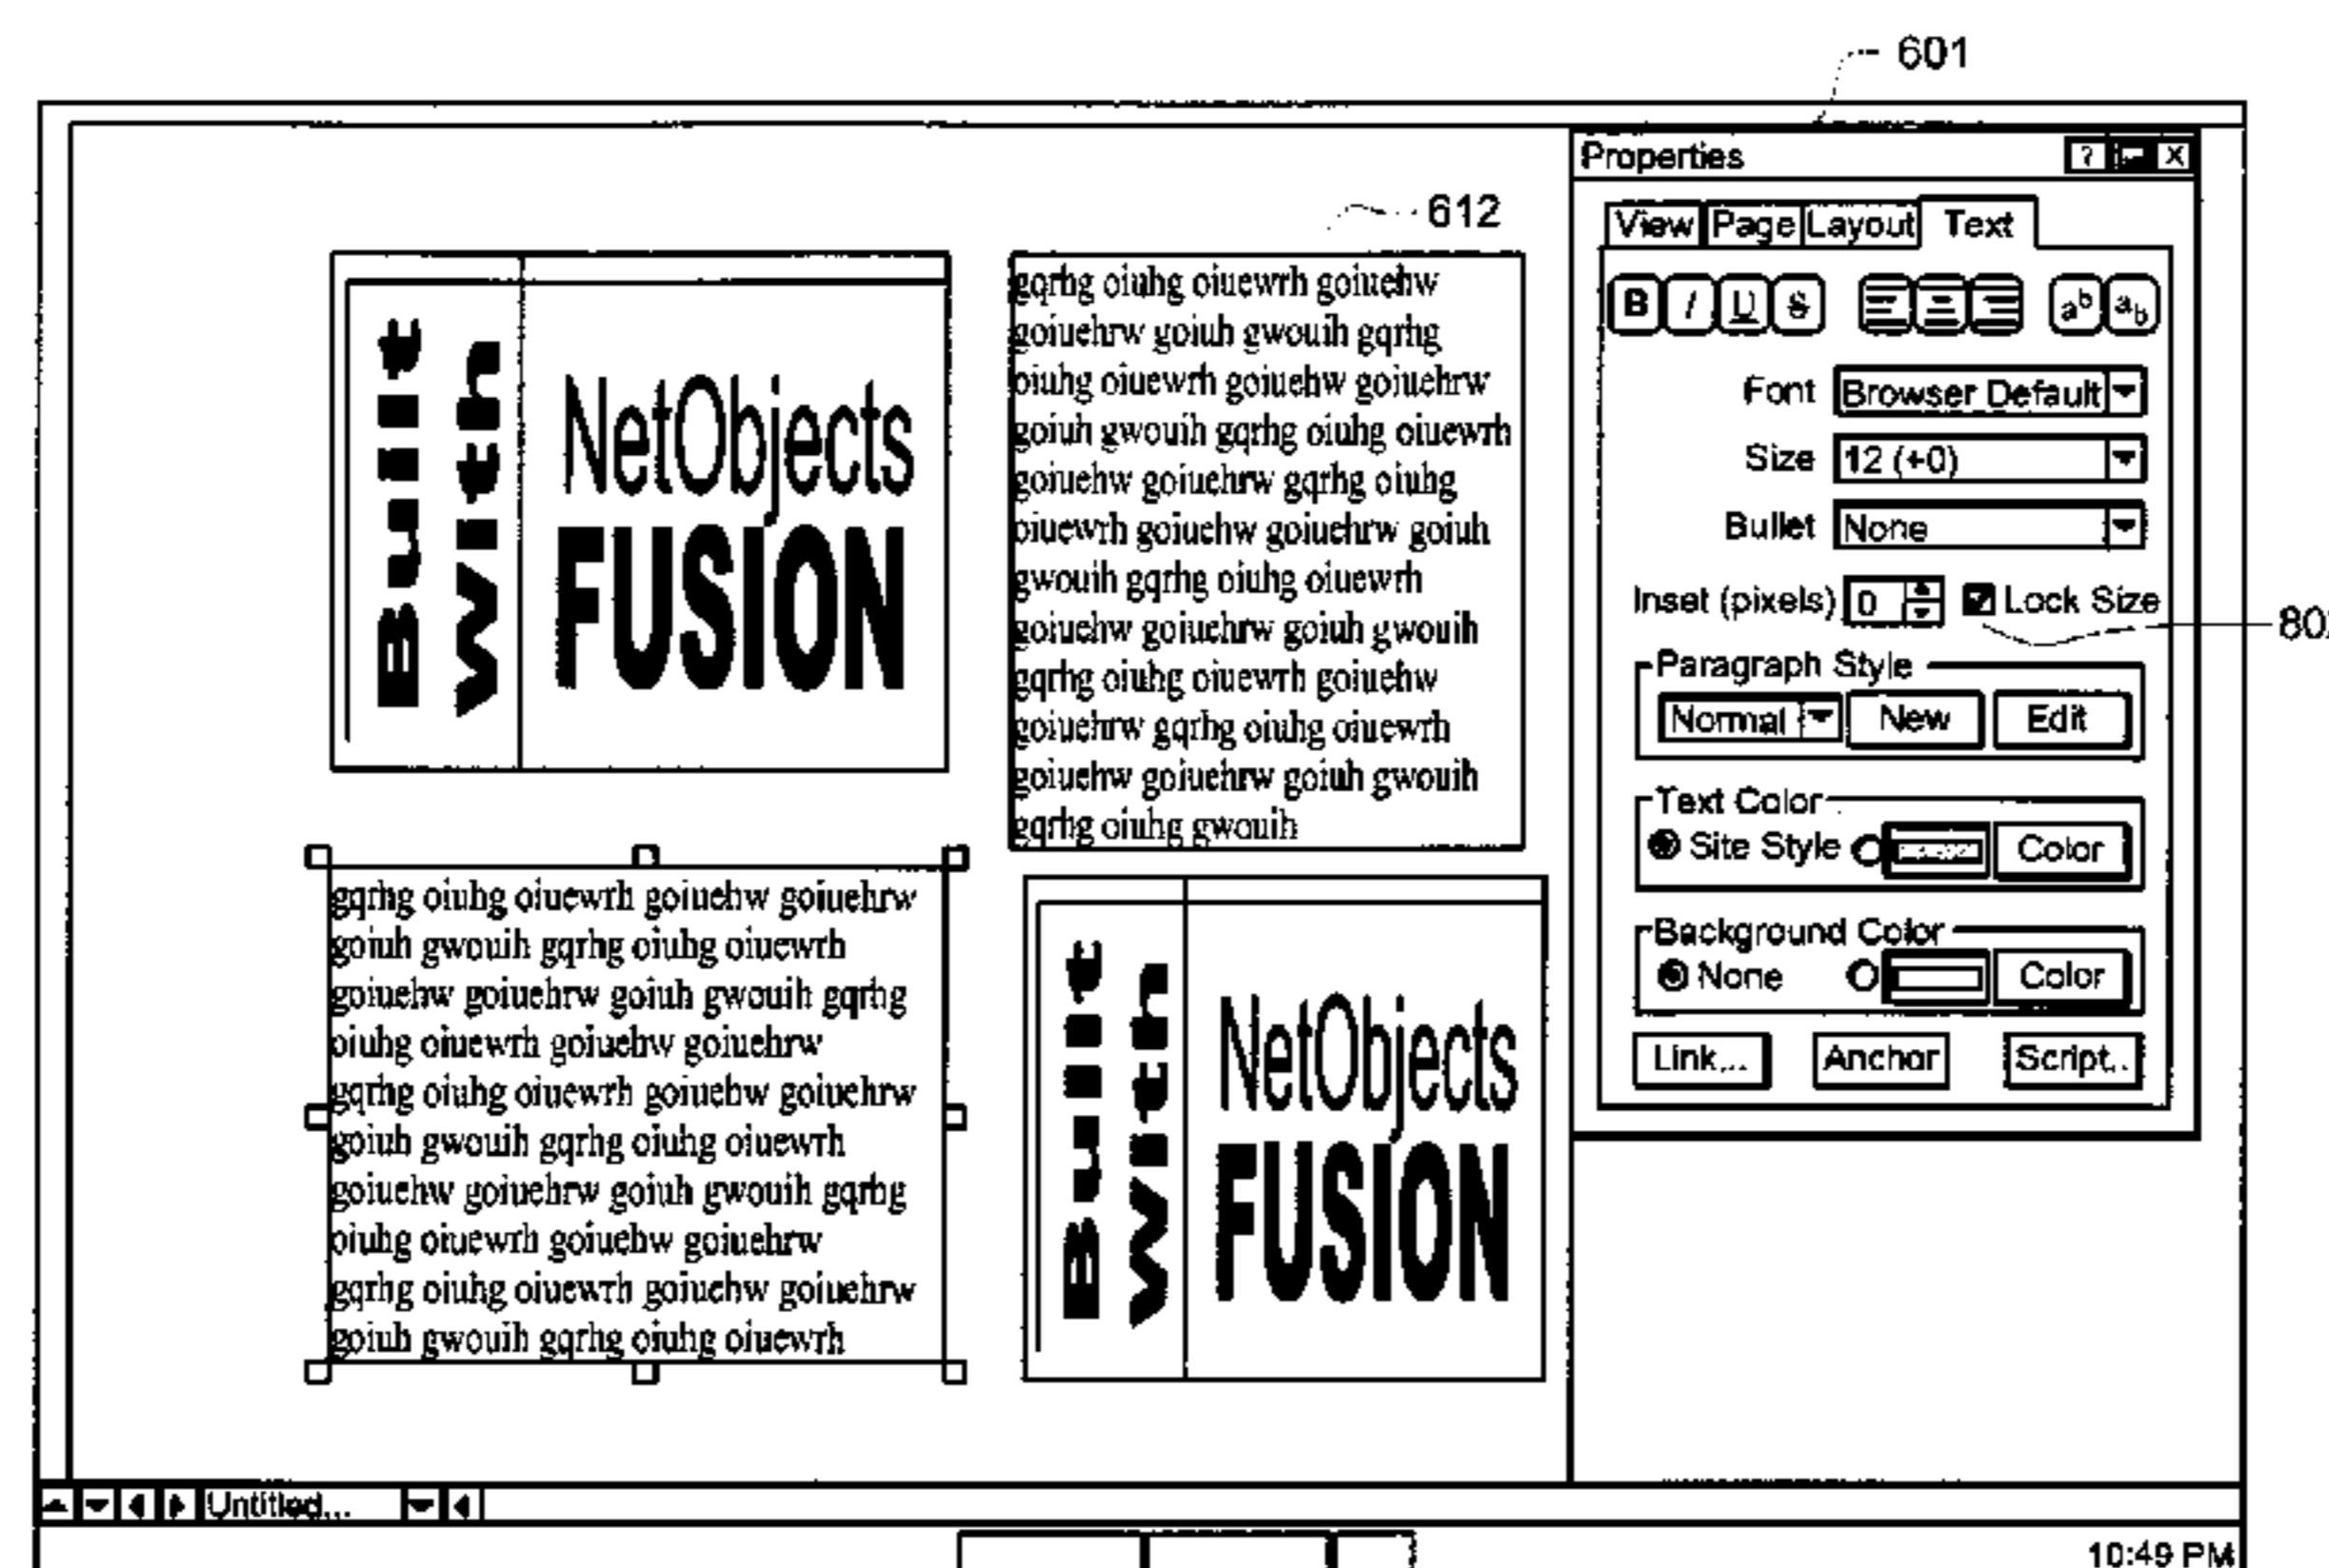 601
Properties ? X
612
View Page Layout Text
B I U S ab ab
Font Browser Default
Size 12 (+0)
Bullet None
Inset (pixels) 0 Lock Size
Paragraph Style
Normal New Edit
Text Color
Site Style Color
Background Color
None Color
Link... Anchor Script..
Built
With
NetObjects
FUSION
gqrhg oiuhg oiuewrh goiuehw
goiuehrw goiuh gwouih gqrhg
oiuhg oiuewrh goiuehw goiuehrw
goiuh gwouih gqrhg oiuhg oiuewrh
goiuehw goiuehrw gqrhg oiuhg
oiuewrh goiuehw goiuehrw goiuh
gwouih gqrhg oiuhg oiuewrh
goiuehw goiuehrw goiuh gwouih
gqrhg oiuhg oiuewrh goiuehw
goiuehrw gqrhg oiuhg oiuewrh
goiuehw goiuehrw goiuh gwouih
gqrhg oiuhg gwouih
gqrhg oiuhg oiuewrh goiuehw goiuehrw
goiuh gwouih gqrhg oiuhg oiuewrh
goiuehw goiuehrw goiuh gwouih gqrhg
oiuhg oiuewrh goiuehw goiuehrw
gqrhg oiuhg oiuewrh goiuehw goiuehrw
goiuh gwouih gqrhg oiuhg oiuewrh
goiuehw goiuehrw goiuh gwouih gqrhg
oiuhg oiuewrh goiuehw goiuehrw
gqrhg oiuhg oiuewrh goiuehw goiuehrw
goiuh gwouih gqrhg oiuhg oiuewrh
Built
With
NetObjects
FUSION
Untitled...
10:49 PM